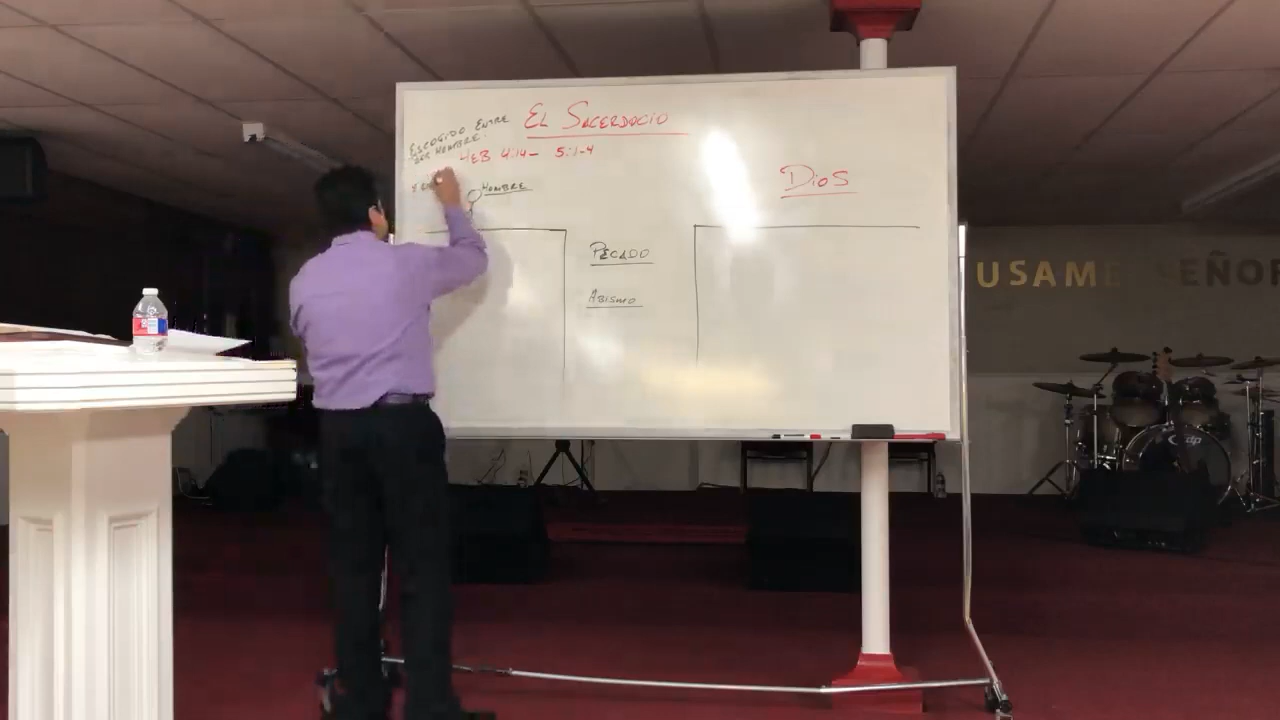 El Sacerdocio
Escogido Entre
los Hombre.
Heb 4:14- 5:1-4
Hombre
Dios
Pecado
Abismo
USAME SEÑOR